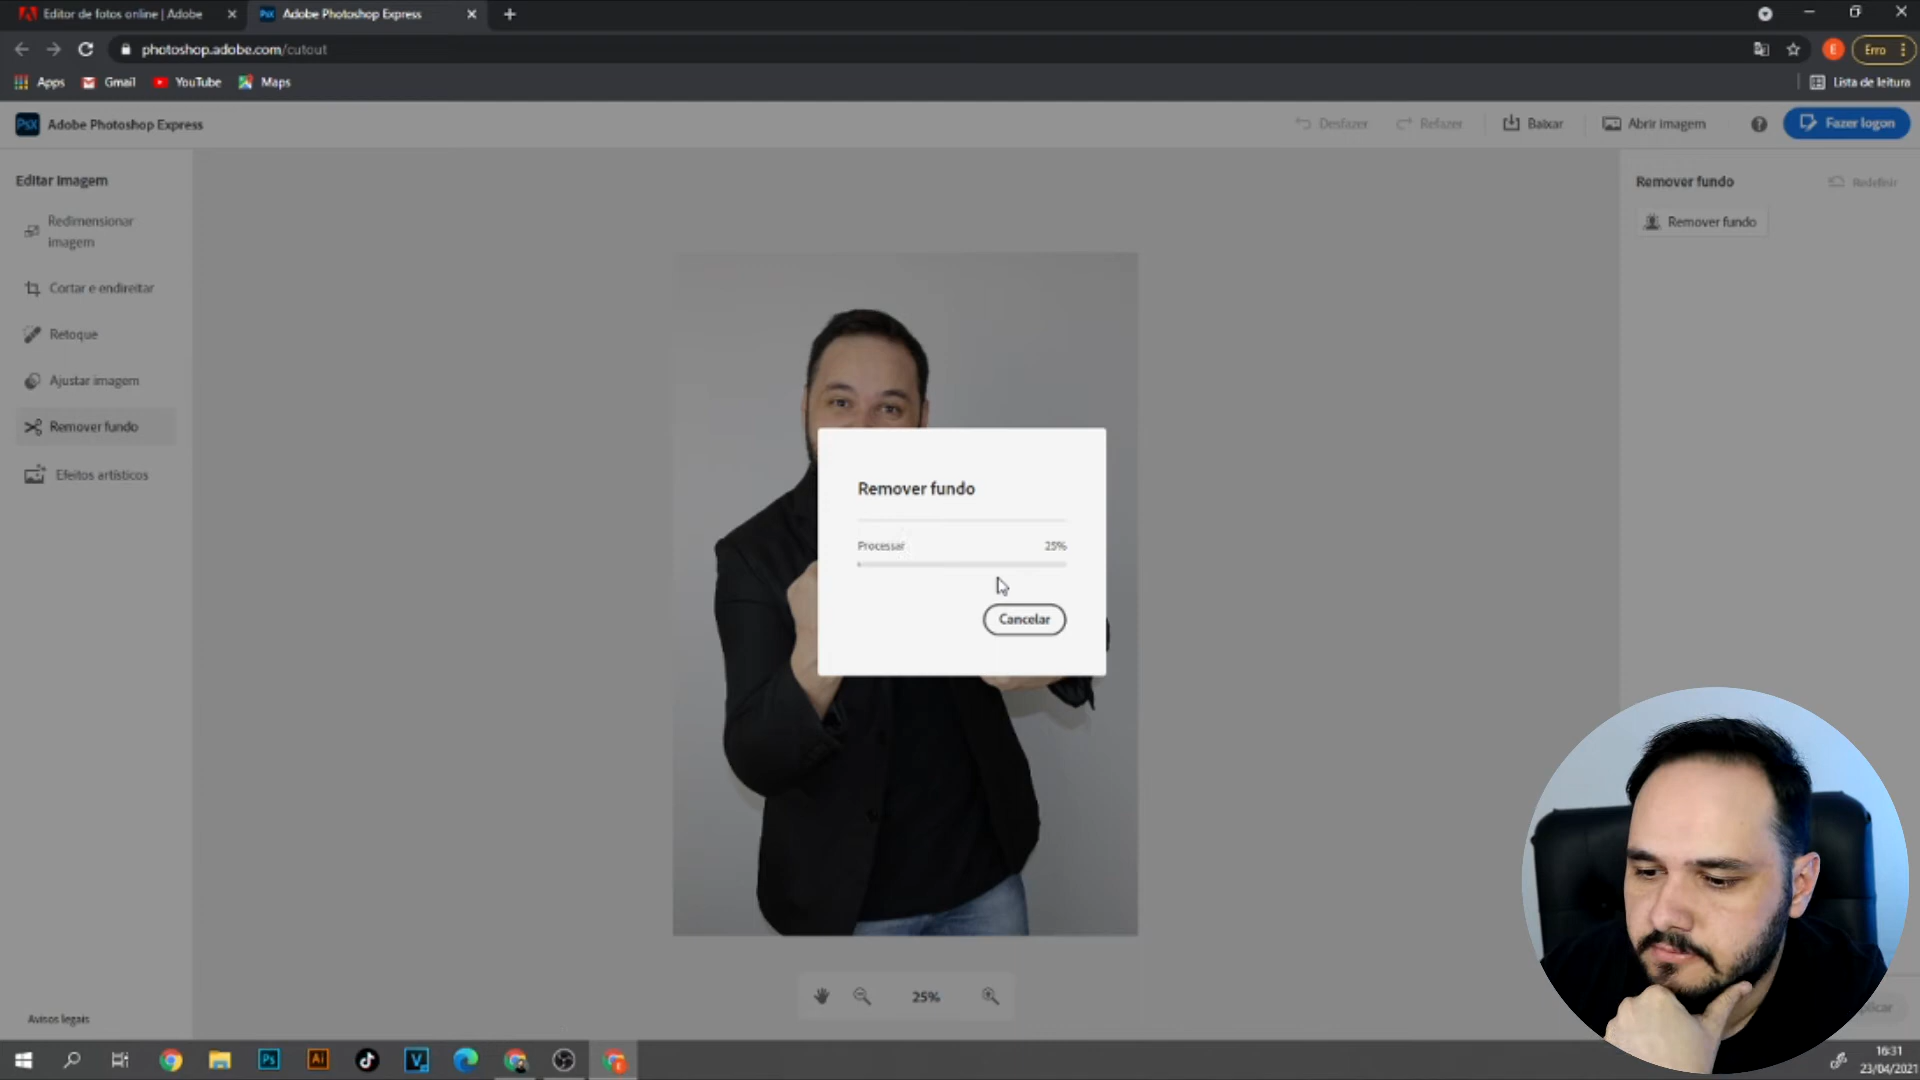 Editor de fotos online | Adobe
Adobe Photoshop Express
photoshop.adobe.com/cutout
Erro
Apps
Gmail
YouTube
Maps
Lista de leitura
PsX
Adobe Photoshop Express
Desfazer
Refazer
Baixar
Abrir imagem
Fazer logon
Editar imagem
Redimensionar
imagem
Cortar e endireitar
Retoque
Ajustar imagem
Remover fundo
Efeitos artísticos
Avisos legais
Remover fundo
Redefinir
Remover fundo
Remover fundo
Processar 25%
Cancelar
25%
16:31
23/04/2021